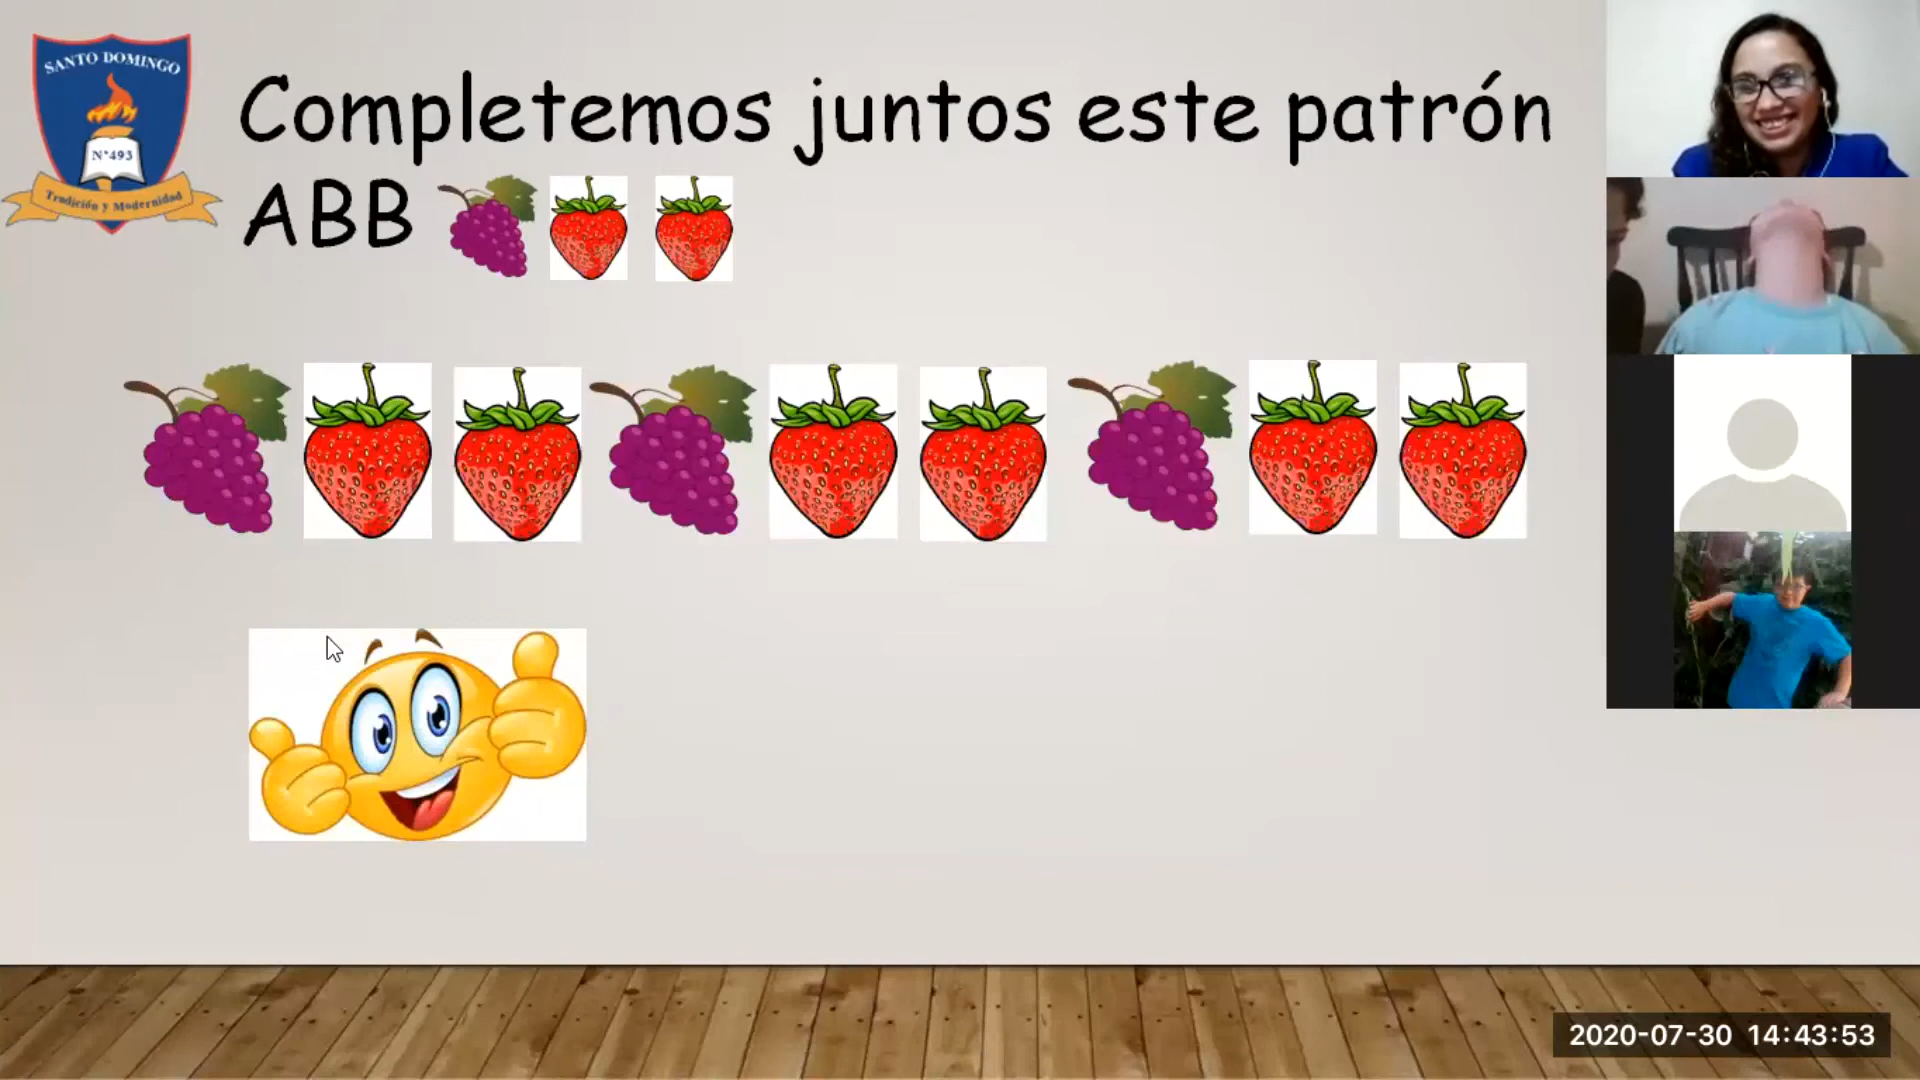 SANTO DOMINGO
N°493
Tradición y Modernidad
Completemos juntos este patrón
ABB
2020-07-30 14:43:53